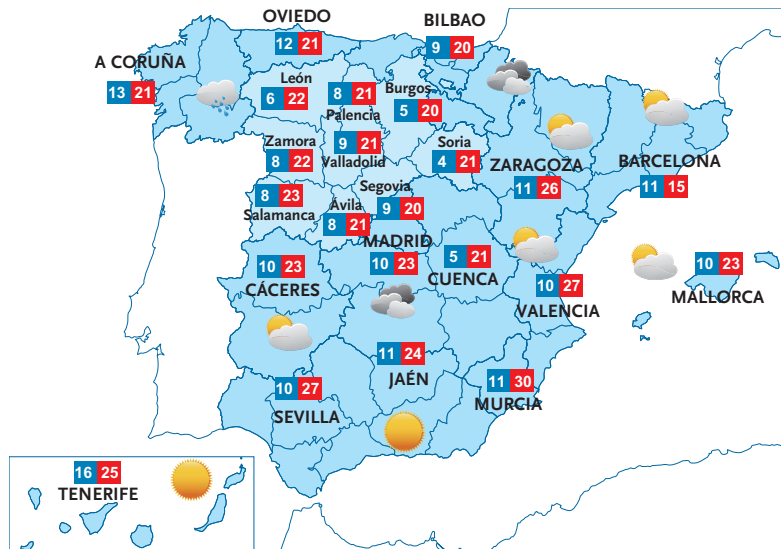 OVIEDO
12 21
BILBAO
9 20
A CORUÑA
13 21
León
6 22
8 21
Palencia
Burgos
5 20
Zamora
8 22
9 21
Valladolid
Soria
4 21
ZARAGOZA
11 26
BARCELONA
11 15
8 23
Salamanca
Ávila
8 21
Segovia
9 20
MADRID
10 23
5 21
CUENCA
10 23
CÁCERES
10 27
VALENCIA
10 23
MALLORCA
11 24
JAÉN
11 30
MURCIA
10 27
SEVILLA
16 25
TENERIFE